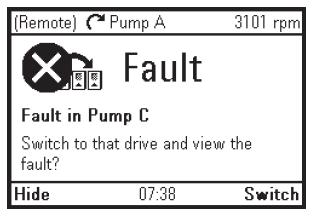 (Remote) Pump A 3101 rpm
Fault
Fault in Pump C
Switch to that drive and view the
fault?
Hide 07:38 Switch